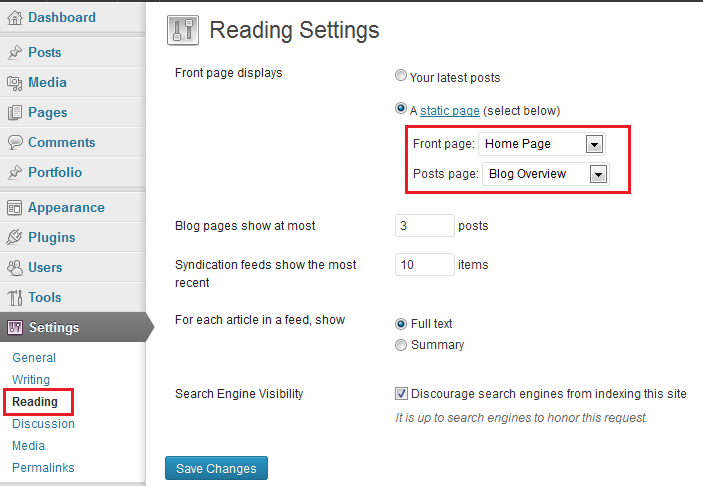 Dashboard
Posts
Media
Pages
Comments
Portfolio
Appearance
Plugins
Users
Tools
Settings
General
Writing
Reading
Discussion
Media
Permalinks
Reading Settings
Front page displays
Your latest posts
A static page (select below)
Front page: Home Page
Posts page: Blog Overview
Blog pages show at most 3 posts
Syndication feeds show the most
recent
10 items
For each article in a feed, show
Full text
Summary
Search Engine Visibility
Discourage search engines from indexing this site
It is up to search engines to honor this request.
Save Changes